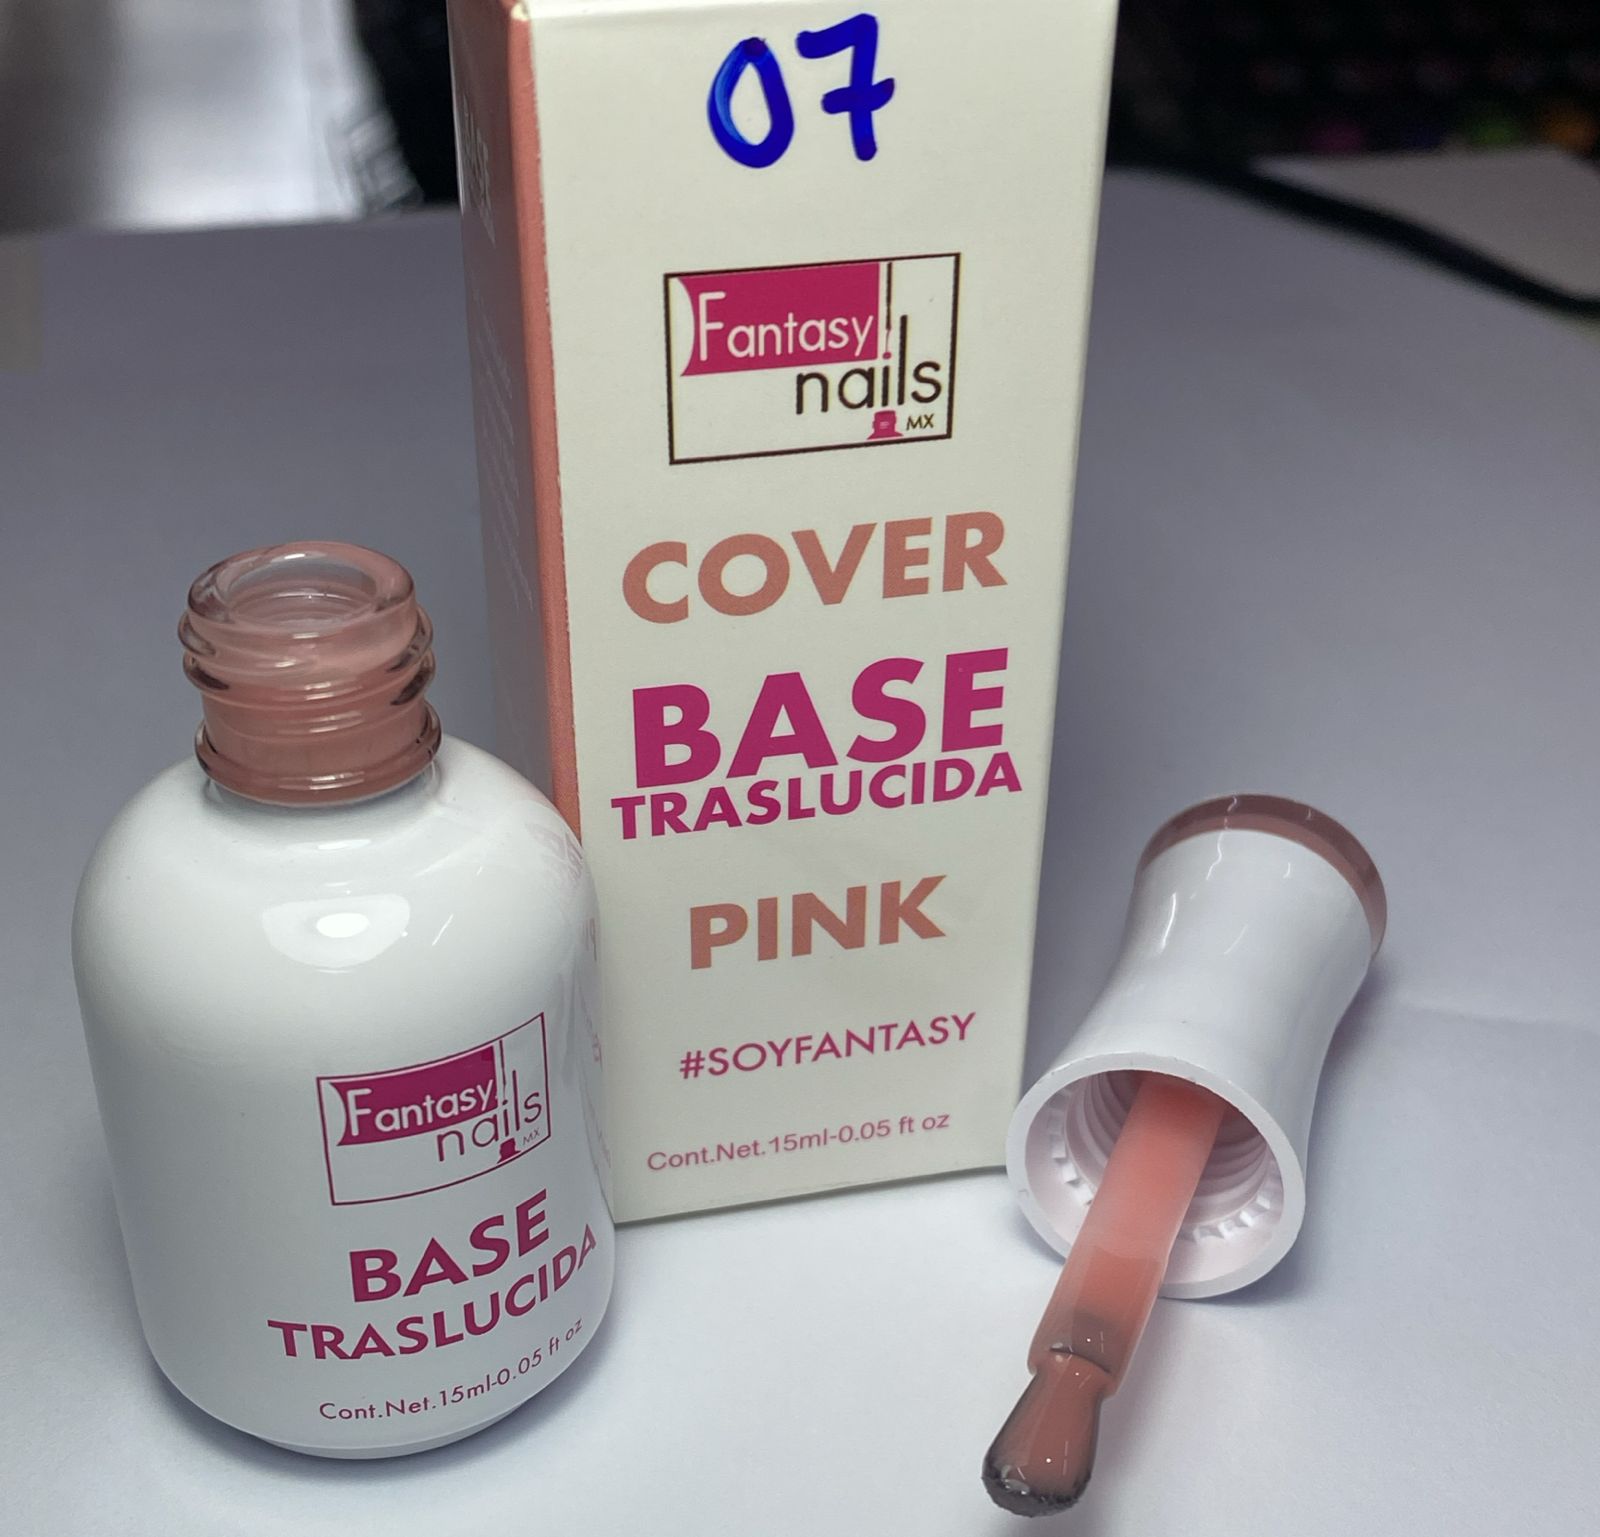 07
Fantasy
nails
MX
COVER
BASE
TRASLUCIDA
PINK
#SOYFANTASY
Cont.Net.15ml-0.05 ft oz
Fantasy
nails
MX
BASE
TRASLUCIDA
Cont.Net.15ml-0.05 ft oz